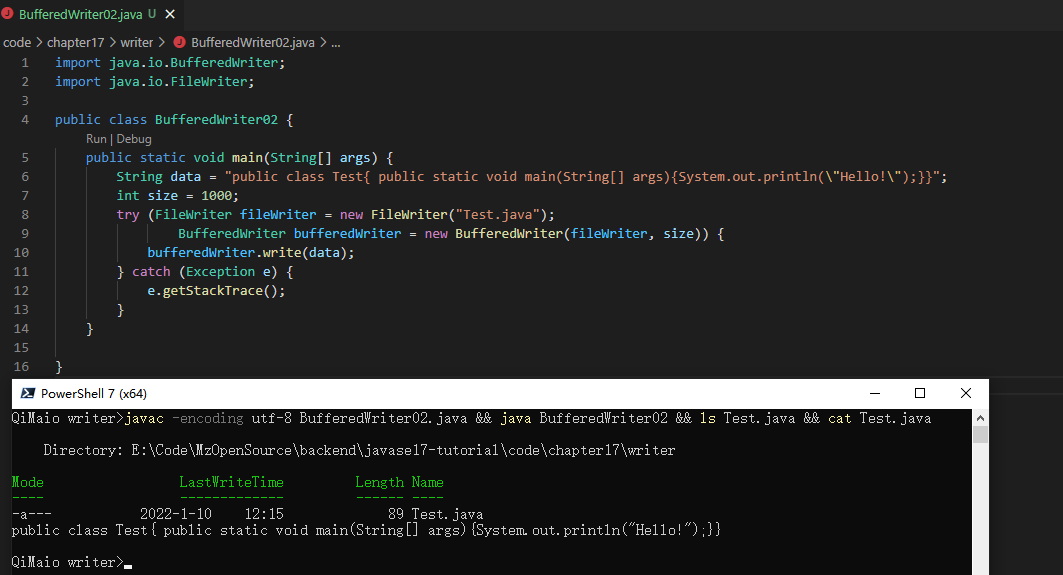 BufferedWriter02.java U ×
code > chapter17 > writer > BufferedWriter02.java > ...
1 import java.io.BufferedWriter;
2 import java.io.FileWriter;
3
4 public class BufferedWriter02 {
Run | Debug
5 public static void main(String[] args) {
6 String data = "public class Test{ public static void main(String[] args){System.out.println(\"Hello!\");}}";
7 int size = 1000;
8 try (FileWriter fileWriter = new FileWriter("Test.java");
9 BufferedWriter bufferedWriter = new BufferedWriter(fileWriter, size)) {
10 bufferedWriter.write(data);
11 } catch (Exception e) {
12 e.getStackTrace();
13 }
14 }
15
16 }
PowerShell 7 (x64)
QiMaio writer>javac -encoding utf-8 BufferedWriter02.java && java BufferedWriter02 && ls Test.java && cat Test.java
Directory: E:\Code\MzOpenSource\backend\javase17-tutorial\code\chapter17\writer
Mode LastWriteTime Length Name
---- ------------- ------ ----
-a--- 2022-1-10 12:15 89 Test.java
public class Test{ public static void main(String[] args){System.out.println("Hello!");}}
QiMaio writer>